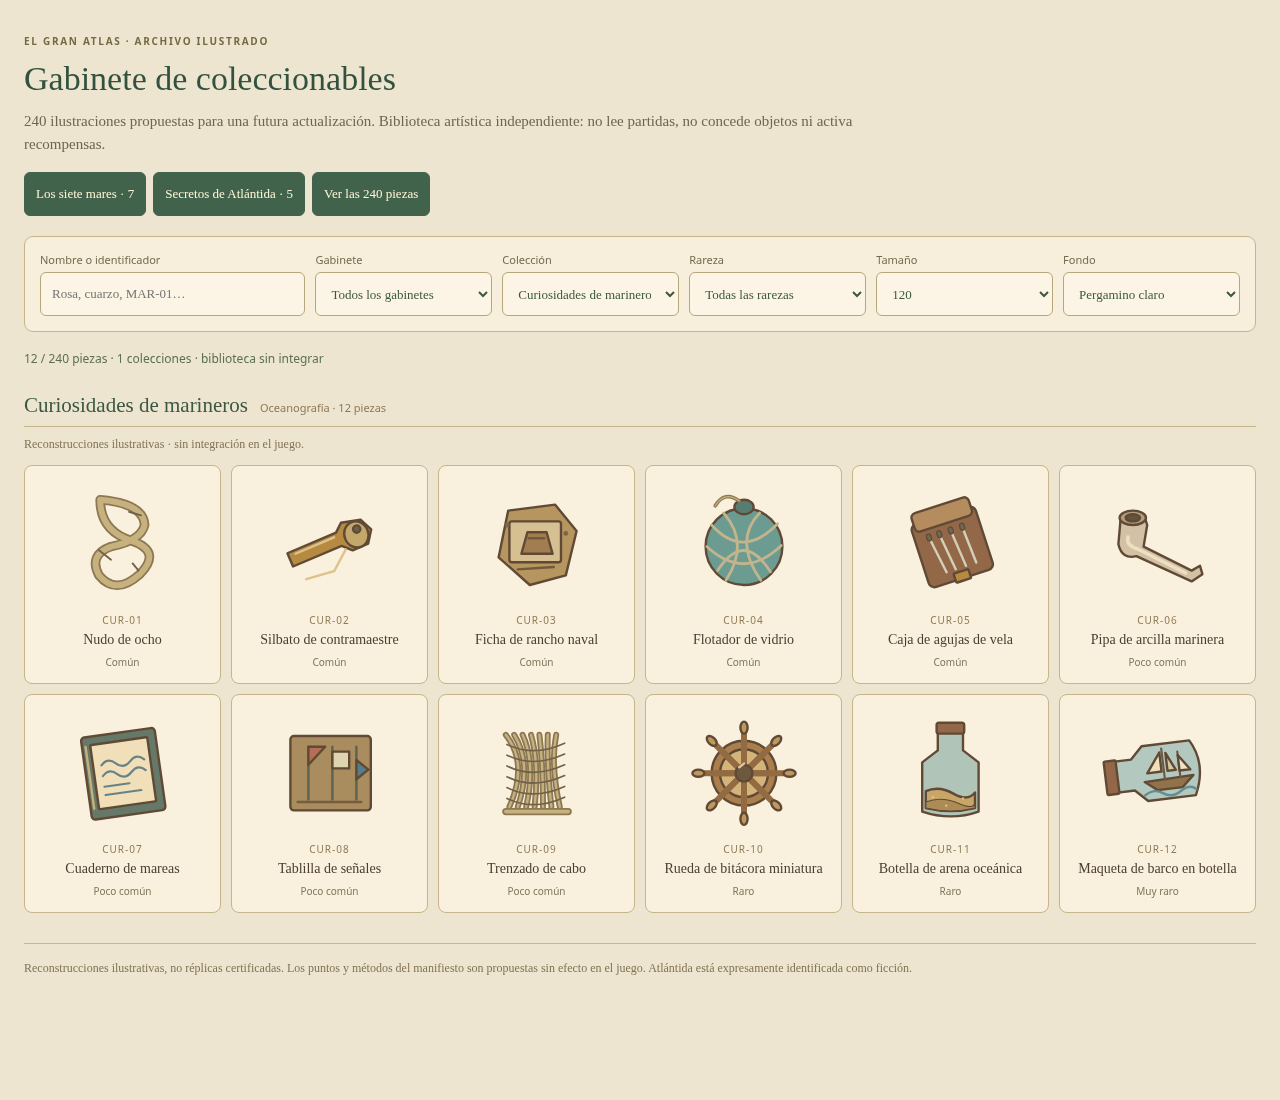 EL GRAN ATLAS · ARCHIVO ILUSTRADO
Gabinete de coleccionables
240 ilustraciones propuestas para una futura actualización. Biblioteca artística independiente: no lee partidas, no concede objetos ni activa
recompensas.
Los siete mares · 7
Secretos de Atlántida · 5
Ver las 240 piezas
Nombre o identificador
Gabinete
Colección
Rareza
Tamaño
Fondo
Rosa, cuarzo, MAR-01…
Todos los gabinetes
Curiosidades de marinero
Todas las rarezas
120
Pergamino claro
12 / 240 piezas · 1 colecciones · biblioteca sin integrar
Curiosidades de marineros
Oceanografía · 12 piezas
Reconstrucciones ilustrativas · sin integración en el juego.
CUR-01
Nudo de ocho
Común
CUR-02
Silbato de contramaestre
Común
CUR-03
Ficha de rancho naval
Común
CUR-04
Flotador de vidrio
Común
CUR-05
Caja de agujas de vela
Común
CUR-06
Pipa de arcilla marinera
Poco común
CUR-07
Cuaderno de mareas
Poco común
CUR-08
Tablilla de señales
Poco común
CUR-09
Trenzado de cabo
Poco común
CUR-10
Rueda de bitácora miniatura
Raro
CUR-11
Botella de arena oceánica
Raro
CUR-12
Maqueta de barco en botella
Muy raro
Reconstrucciones ilustrativas, no réplicas certificadas. Los puntos y métodos del manifiesto son propuestas sin efecto en el juego. Atlántida está expresamente identificada como ficción.